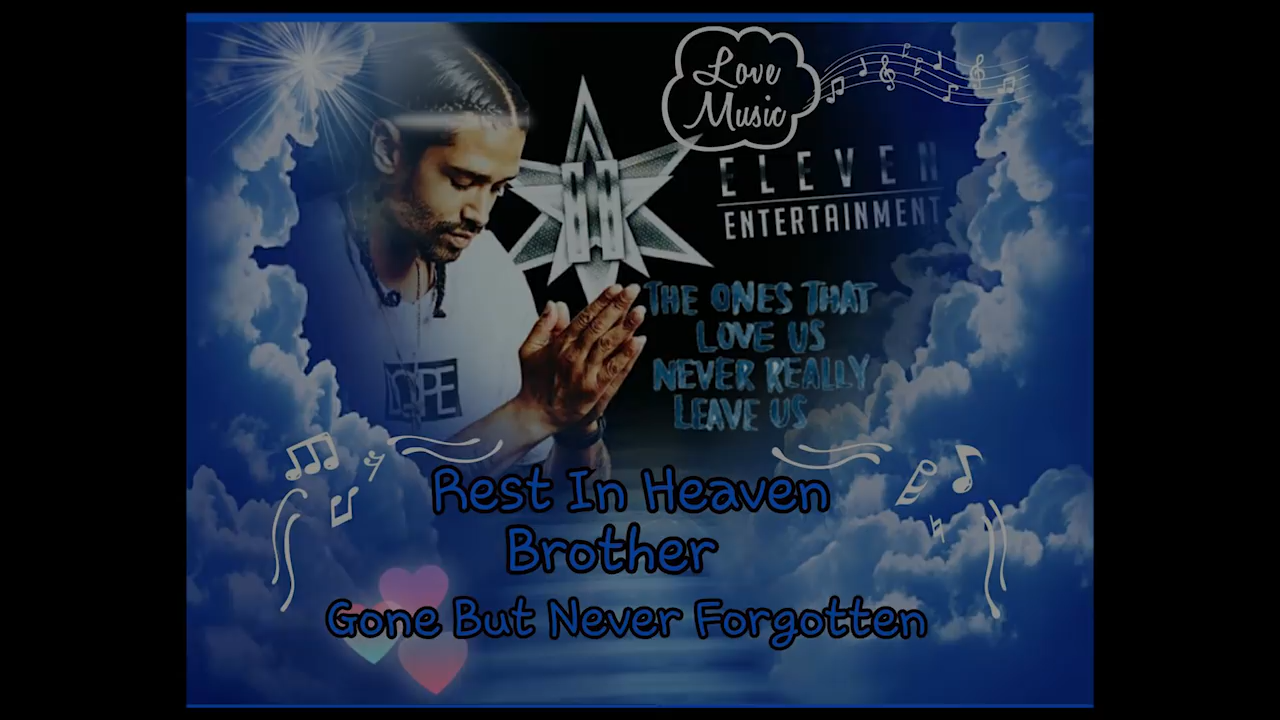 Love
Music
ELEVEN
ENTERTAINMENT
THE ONES THAT
LOVE US
NEVER REALLY
LEAVE US
DOPE
Rest In Heaven
Brother
Gone But Never Forgotten